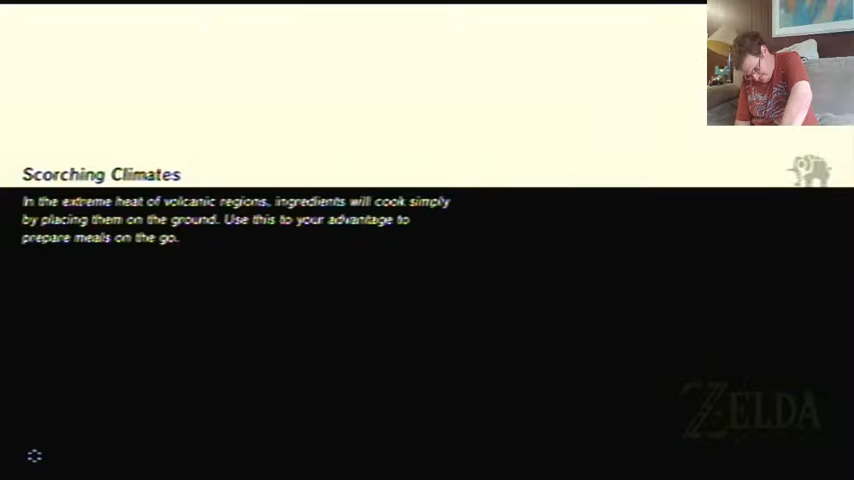 Scorching Climates
In the extreme heat of volcanic regions, ingredients will cook simply
by placing them on the ground. Use this to your advantage to
prepare meals on the go.
ZELDA